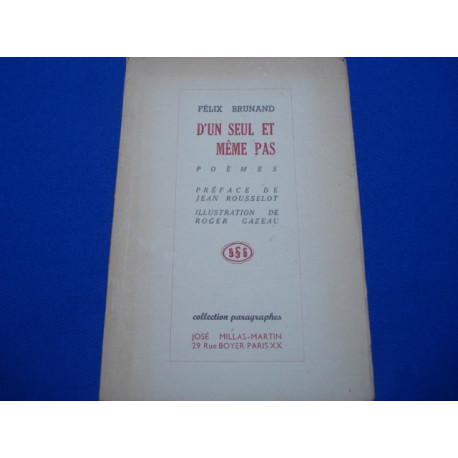 FÉLIX BRUNAND
D'UN SEUL ET
MÊME PAS
POÈMES
PRÉFACE DE
JEAN ROUSSELOT
ILLUSTRATION DE
ROGER GAZEAU
§§§
collection paragraphes
JOSÉ MILLAS-MARTIN
29 Rue BOYER PARIS XX